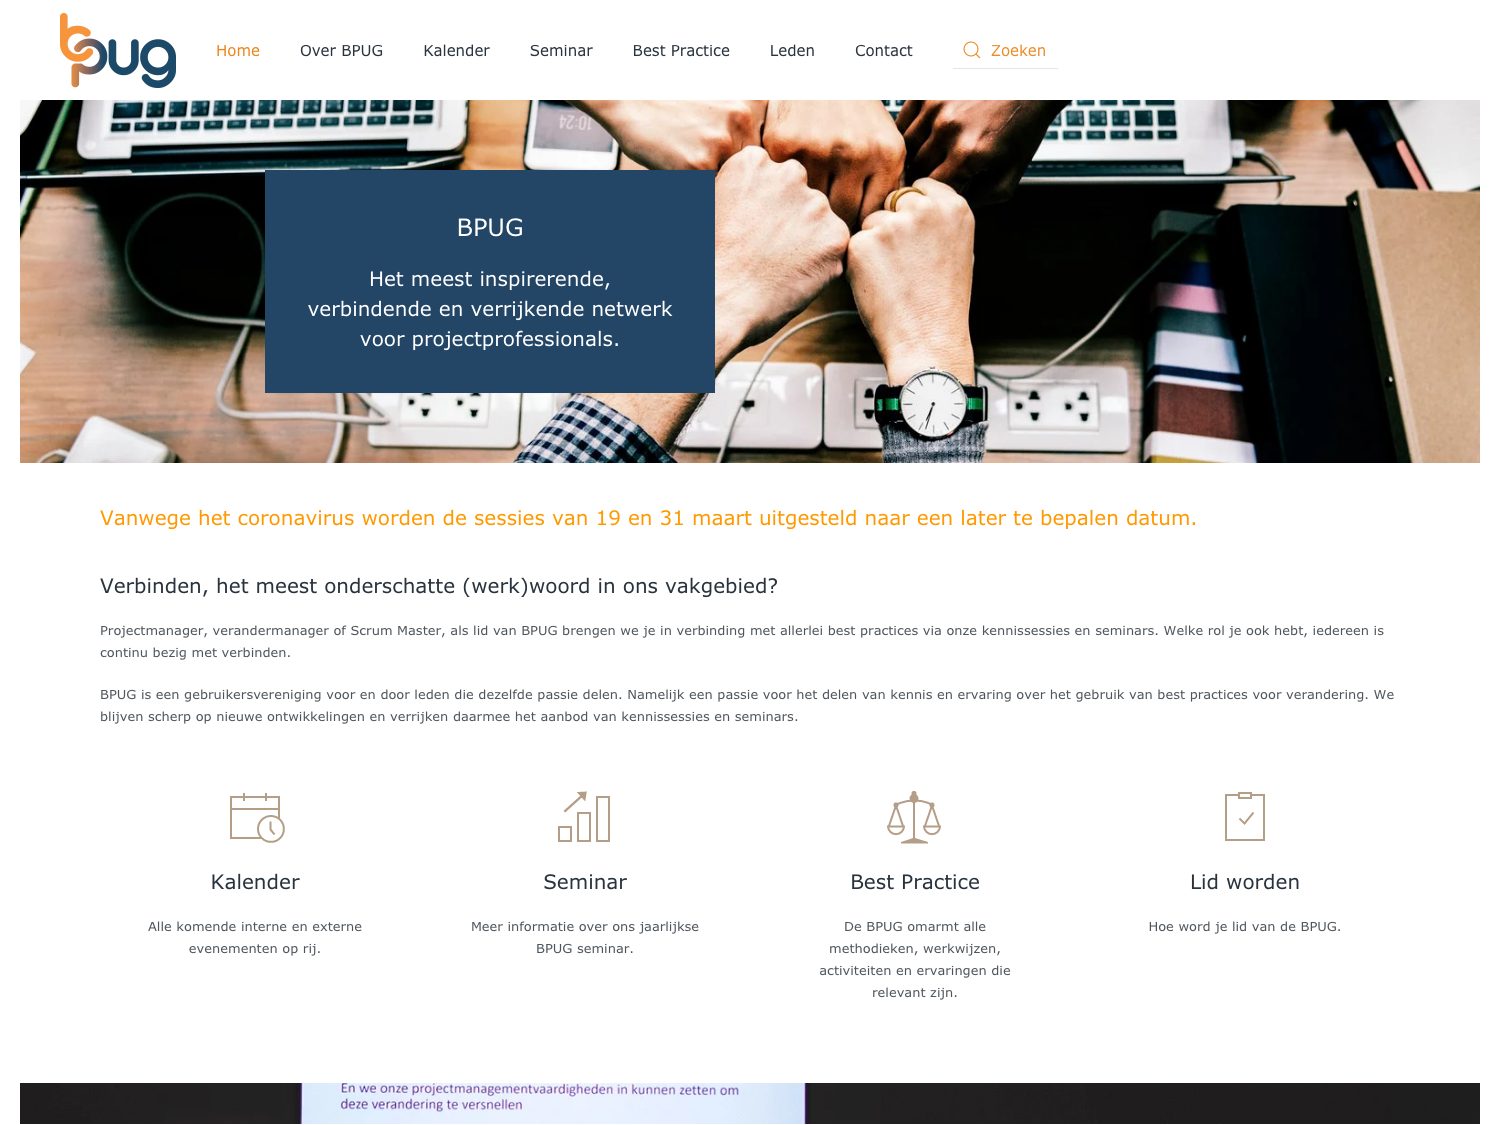 bpug
Home Over BPUG Kalender Seminar Best Practice Leden Contact Zoeken
10:24
BPUG
Het meest inspirerende,
verbindende en verrijkende netwerk
voor projectprofessionals.
Vanwege het coronavirus worden de sessies van 19 en 31 maart uitgesteld naar een later te bepalen datum.
Verbinden, het meest onderschatte (werk)woord in ons vakgebied?
Projectmanager, verandermanager of Scrum Master, als lid van BPUG brengen we je in verbinding met allerlei best practices via onze kennissessies en seminars. Welke rol je ook hebt, iedereen is
continu bezig met verbinden.
BPUG is een gebruikersvereniging voor en door leden die dezelfde passie delen. Namelijk een passie voor het delen van kennis en ervaring over het gebruik van best practices voor verandering. We
blijven scherp op nieuwe ontwikkelingen en verrijken daarmee het aanbod van kennissessies en seminars.
Kalender
Alle komende interne en externe
evenementen op rij.
Seminar
Meer informatie over ons jaarlijkse
BPUG seminar.
Best Practice
De BPUG omarmt alle
methodieken, werkwijzen,
activiteiten en ervaringen die
relevant zijn.
Lid worden
Hoe word je lid van de BPUG.
En we onze projectmanagementvaardigheden in kunnen zetten om
deze verandering te versnellen